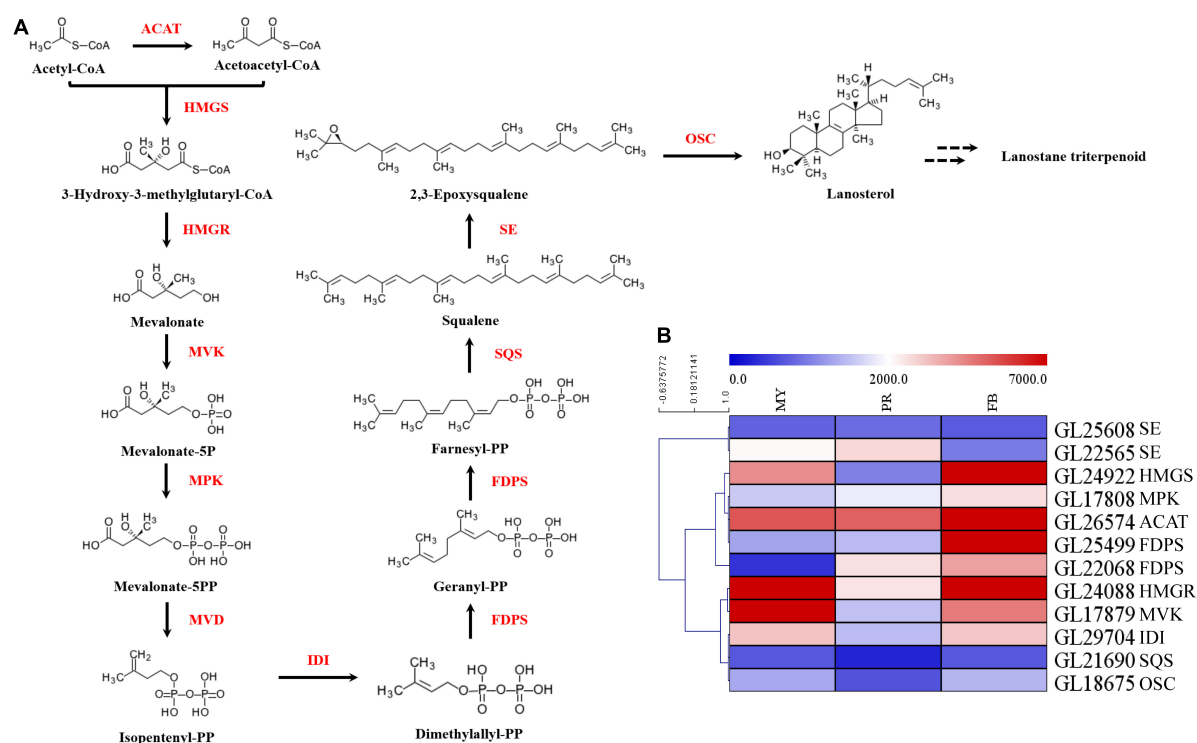 A
ACAT
Acetyl-CoA
Acetoacetyl-CoA
HMGS
3-Hydroxy-3-methylglutaryl-CoA
HMGR
Mevalonate
MVK
Mevalonate-5P
MPK
Mevalonate-5PP
MVD
Isopentenyl-PP
IDI
Dimethylallyl-PP
FDPS
Geranyl-PP
FDPS
Farnesyl-PP
SQS
Squalene
SE
2,3-Epoxysqualene
OSC
Lanosterol
Lanostane triterpenoid
B
-0.6375772
0.18121141
1.0
0.0 2000.0 7000.0
MY PR FB
GL25608 SE
GL22565 SE
GL24922 HMGS
GL17808 MPK
GL26574 ACAT
GL25499 FDPS
GL22068 FDPS
GL24088 HMGR
GL17879 MVK
GL29704 IDI
GL21690 SQS
GL18675 OSC